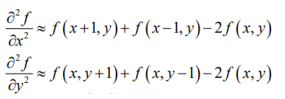 ∂²f/∂x² ≈ f(x+1,y)+f(x−1,y)−2f(x,y)
∂²f/∂y² ≈ f(x,y+1)+f(x,y−1)−2f(x,y)